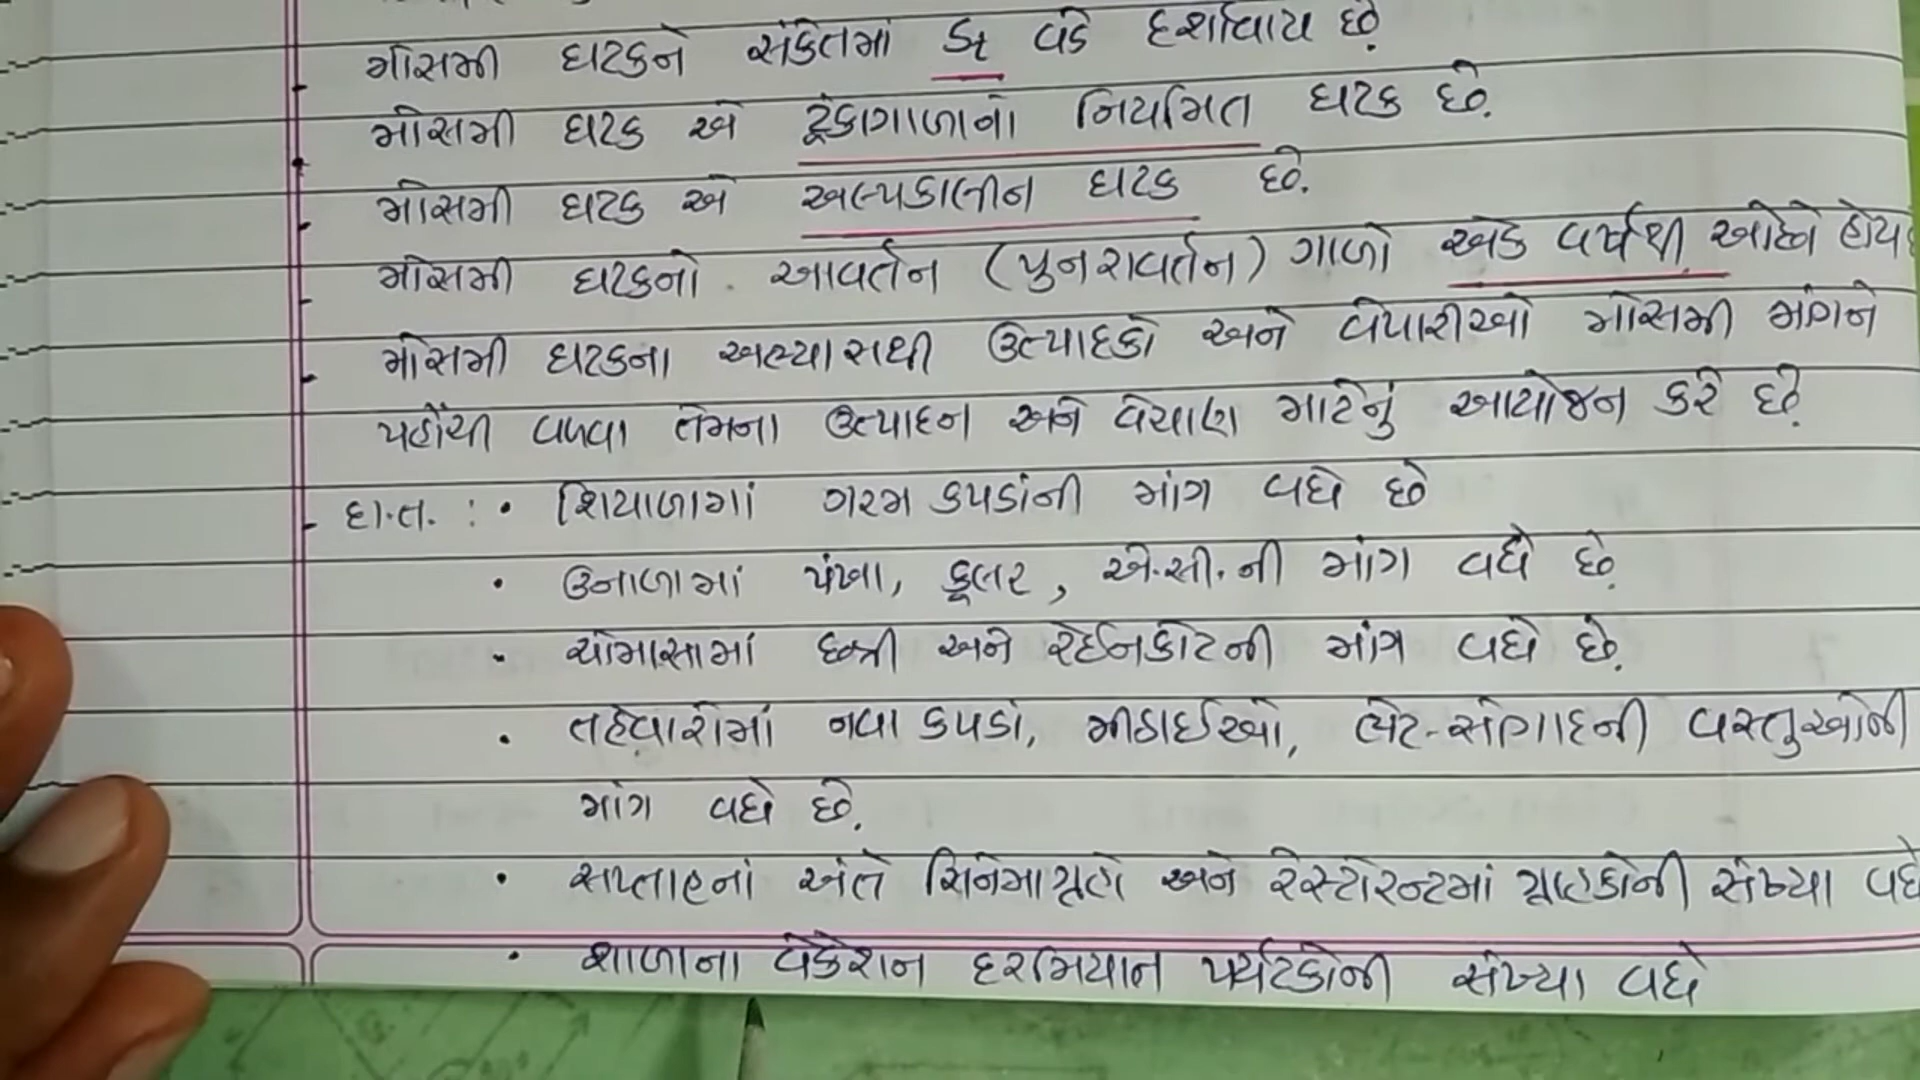 મોસમી ઘટકને સંકેતમાં St વડે દર્શાવાય છે.
મોસમી ઘટક એ ટૂંકાગાળાનો નિયમિત ઘટક છે.
મોસમી ઘટક એ અલ્પકાલીન ઘટક છે.
મોસમી ઘટકનો આવર્તન (પુનરાવર્તન) ગાળો એક વર્ષથી ઓછો હોય
મોસમી ઘટકના અભ્યાસથી ઉત્પાદકો અને વેપારીઓ મોસમી માંગને
પહોંચી વળવા તેમના ઉત્પાદન અને વેચાણ માટેનું આયોજન કરે છે.
દા.ત. : • શિયાળામાં ગરમ કપડાંની માંગ વધે છે
• ઉનાળામાં પંખા, કૂલર, એ.સી.ની માંગ વધે છે.
• ચોમાસામાં છત્રી અને રેઈનકોટની માંગ વધે છે.
• તહેવારોમાં નવા કપડાં, મીઠાઈઓ, ભેટ-સોગાદની વસ્તુઓની
માંગ વધે છે.
• સપ્તાહનાં અંતે સિનેમાગૃહો અને રેસ્ટોરન્ટમાં ગ્રાહકોની સંખ્યા વધે
• શાળાના વેકેશન દરમિયાન પર્યટકોની સંખ્યા વધે